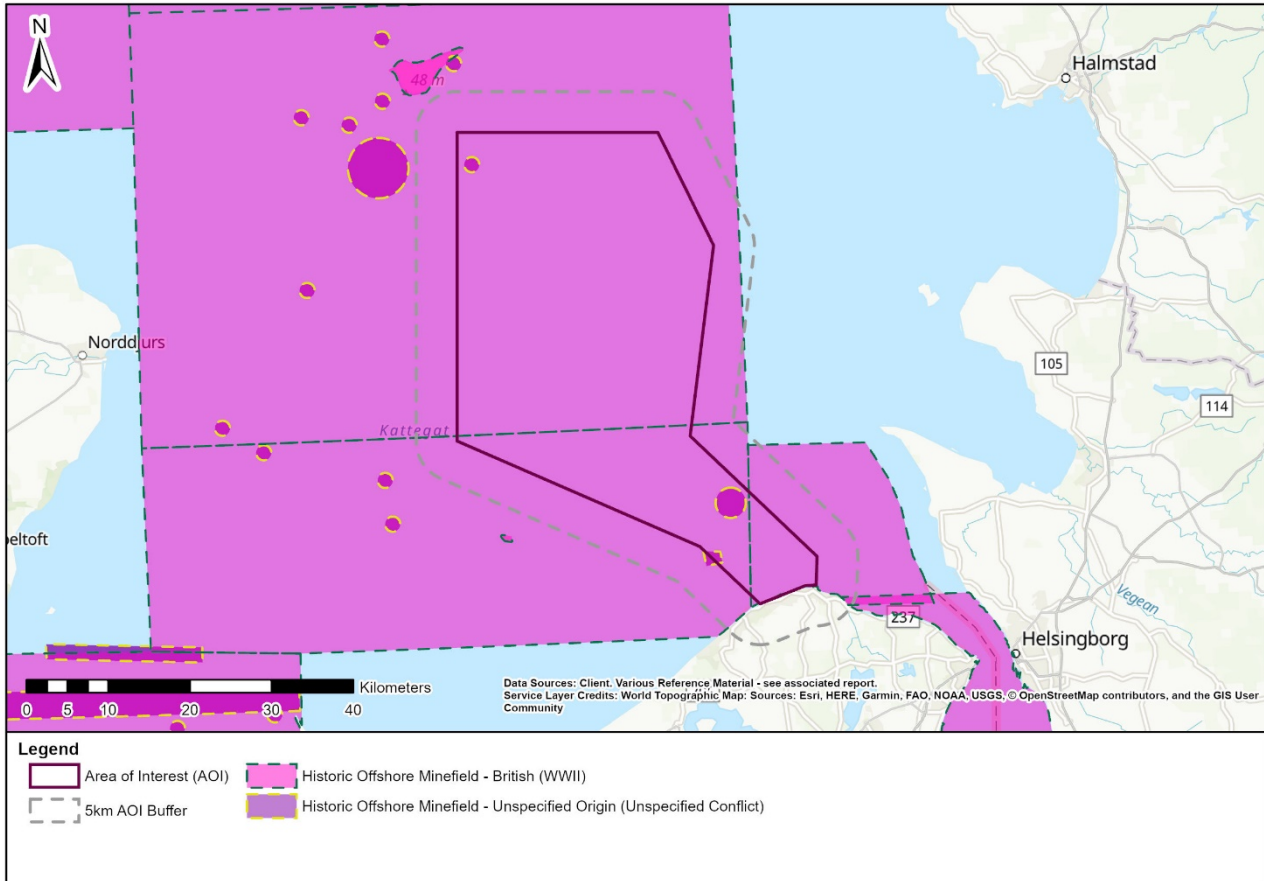 N
48 m
Halmstad
Norddjurs
105
114
Kattegat
peltoft
Vegean
237
Helsingborg
0 5 10 20 30 40
Kilometers
Data Sources: Client. Various Reference Material - see associated report.
Service Layer Credits: World Topographic Map: Sources: Esri, HERE, Garmin, FAO, NOAA, USGS, © OpenStreetMap contributors, and the GIS User
Community
Legend
Area of Interest (AOI)
Historic Offshore Minefield - British (WWII)
5km AOI Buffer
Historic Offshore Minefield - Unspecified Origin (Unspecified Conflict)